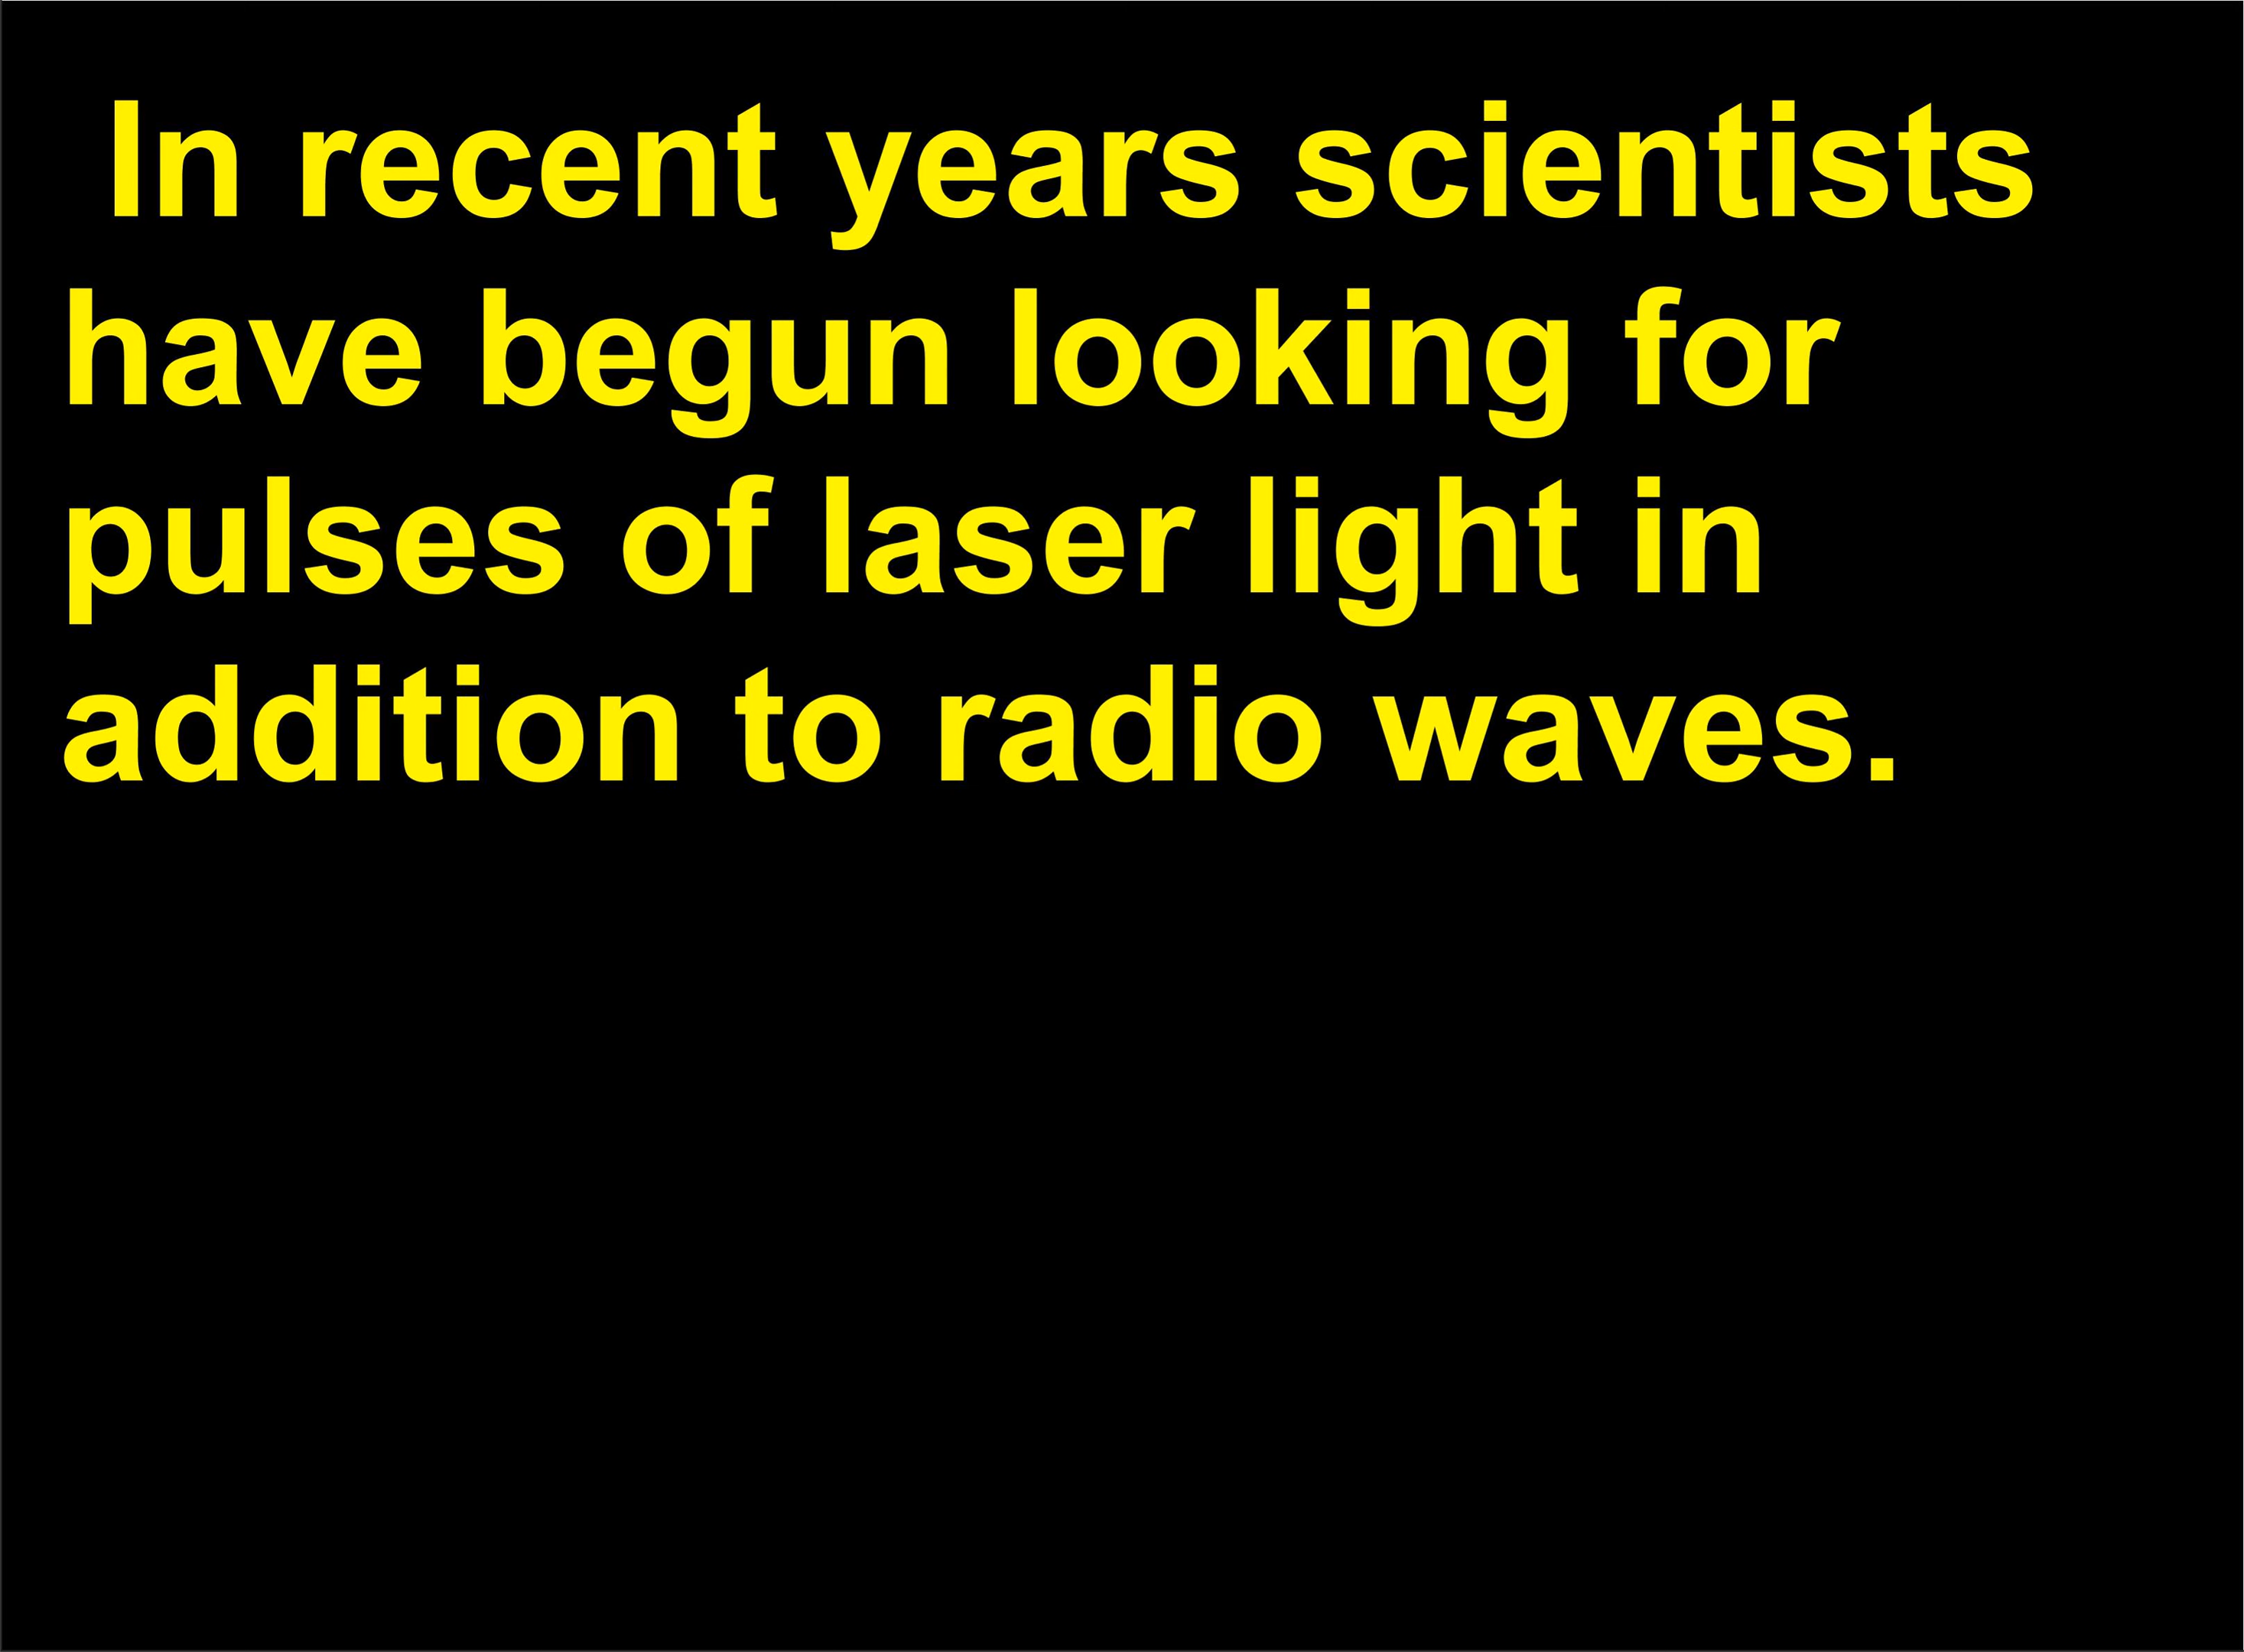 In recent years scientists
have begun looking for
pulses of laser light in
addition to radio waves.